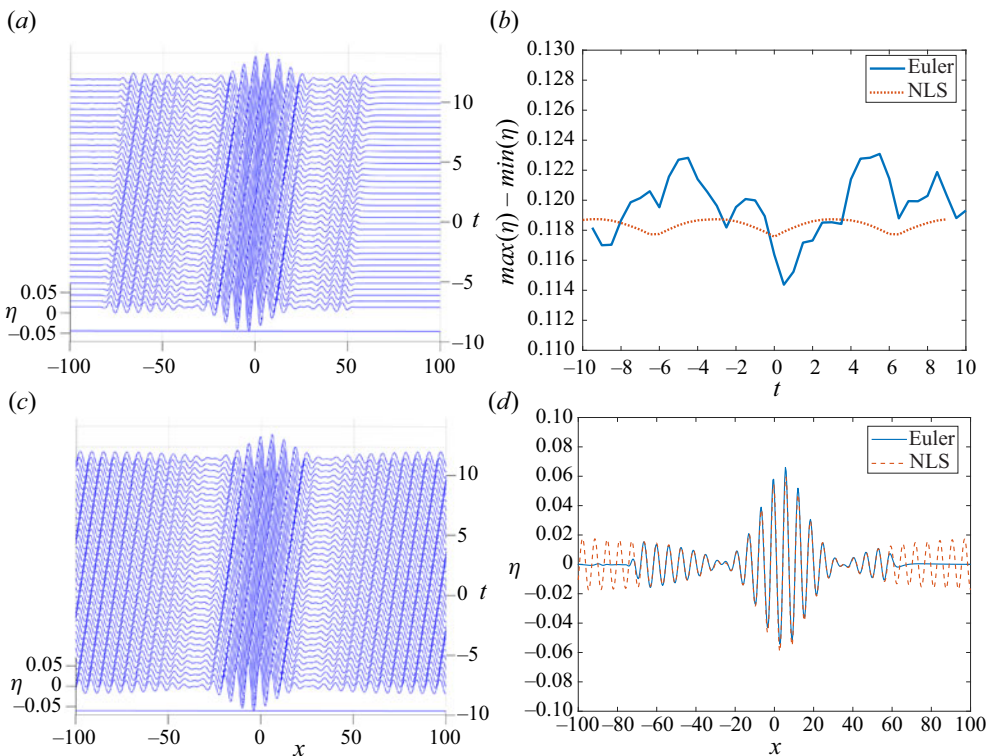 (a)
10
5
0 t
−5
0.05
η 0
−0.05
−10
−100 −50 0 50 100
(b)
0.130
0.128
0.126
0.124
0.122
0.120
0.118
0.116
0.114
0.112
0.110
max(η) − min(η)
Euler
NLS
−10 −8 −6 −4 −2 0 2 4 6 8 10
t
(c)
10
5
0 t
−5
0.05
η 0
−0.05
−10
−100 −50 0 50 100
x
(d)
0.10
0.08
0.06
0.04
0.02
η 0
−0.02
−0.04
−0.06
−0.08
−0.10
Euler
NLS
−100 −80 −60 −40 −20 0 20 40 60 80 100
x